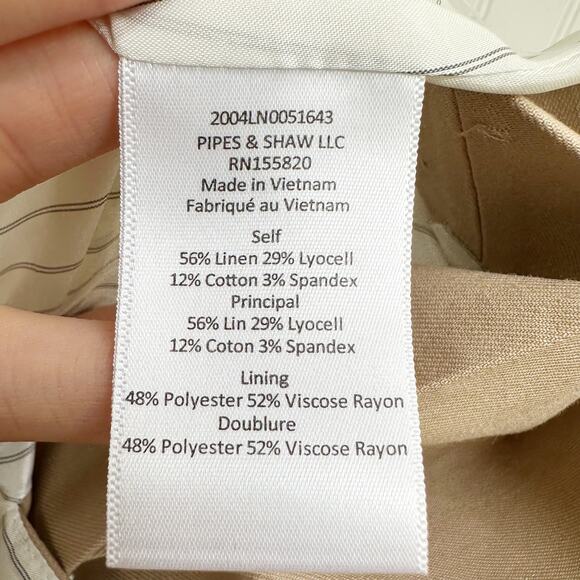 2004LN0051643
PIPES & SHAW LLC
RN155820
Made in Vietnam
Fabriqué au Vietnam
Self
56% Linen 29% Lyocell
12% Cotton 3% Spandex
Principal
56% Lin 29% Lyocell
12% Coton 3% Spandex
Lining
48% Polyester 52% Viscose Rayon
Doublure
48% Polyester 52% Viscose Rayon